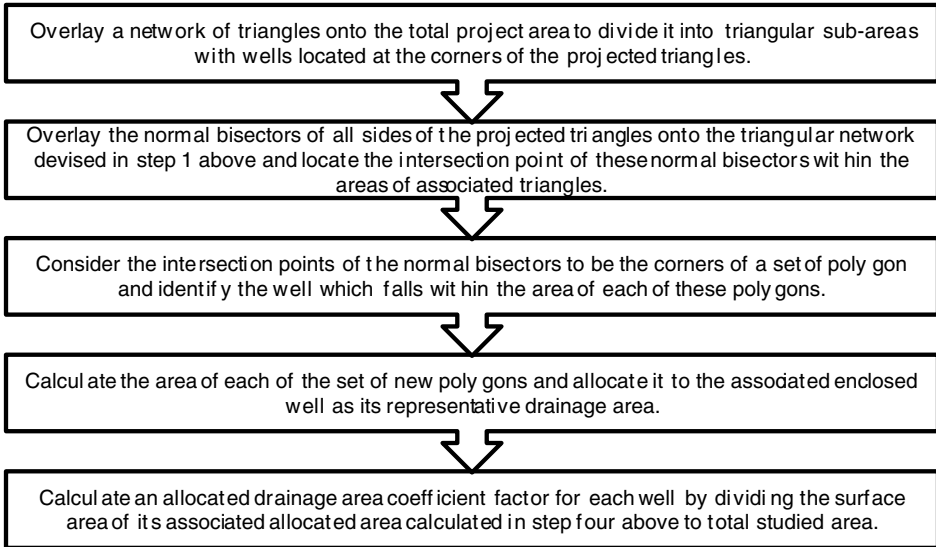 Overlay a network of triangles onto the total project area to divide it into triangular sub-areas
with wells located at the corners of the projected triangles.
Overlay the normal bisectors of all sides of the projected triangles onto the triangular network
devised in step 1 above and locate the intersection point of these normal bisectors within the
areas of associated triangles.
Consider the intersection points of the normal bisectors to be the corners of a set of polygon
and identify the well which falls within the area of each of these polygons.
Calculate the area of each of the set of new polygons and allocate it to the associated enclosed
well as its representative drainage area.
Calculate an allocated drainage area coefficient factor for each well by dividing the surface
area of its associated allocated area calculated in step four above to total studied area.